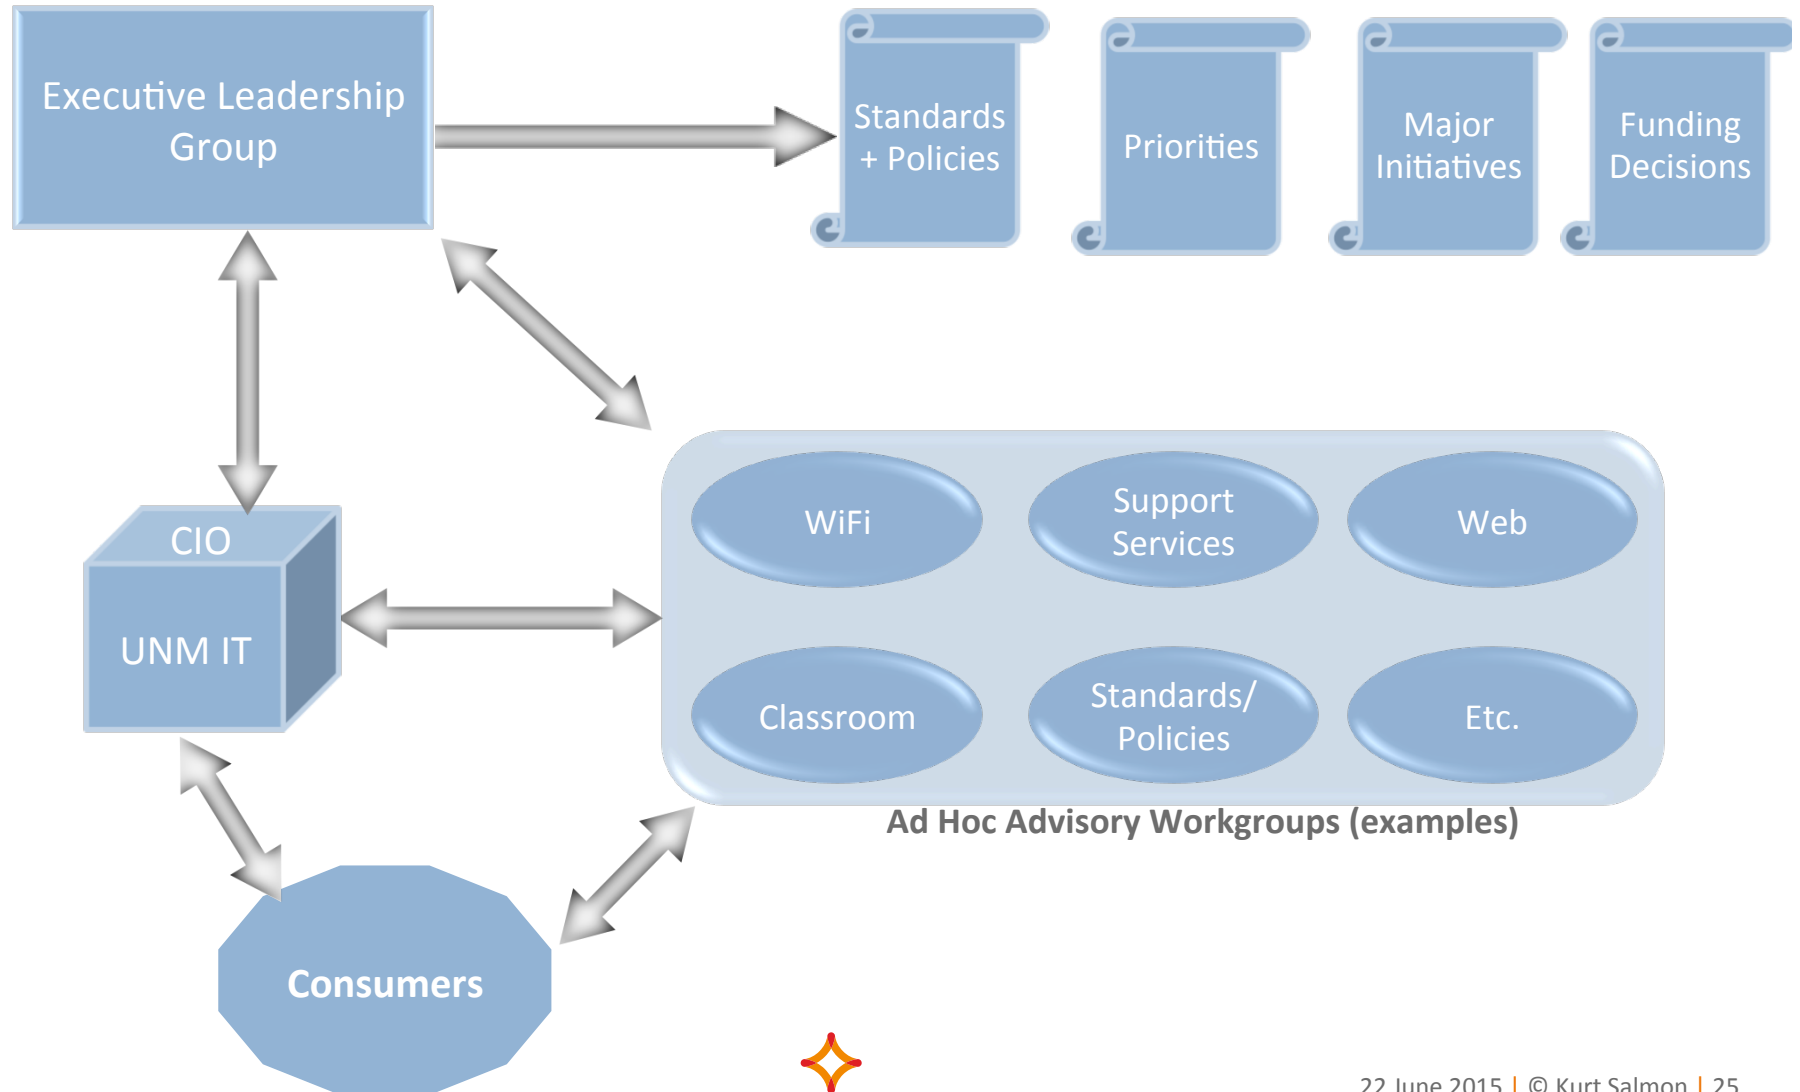 Executive Leadership
Group
Standards
+ Policies
Priorities
Major
Initiatives
Funding
Decisions
CIO
UNM IT
WiFi
Support
Services
Web
Classroom
Standards/
Policies
Etc.
Ad Hoc Advisory Workgroups (examples)
Consumers
22 June 2015 | © Kurt Salmon | 25